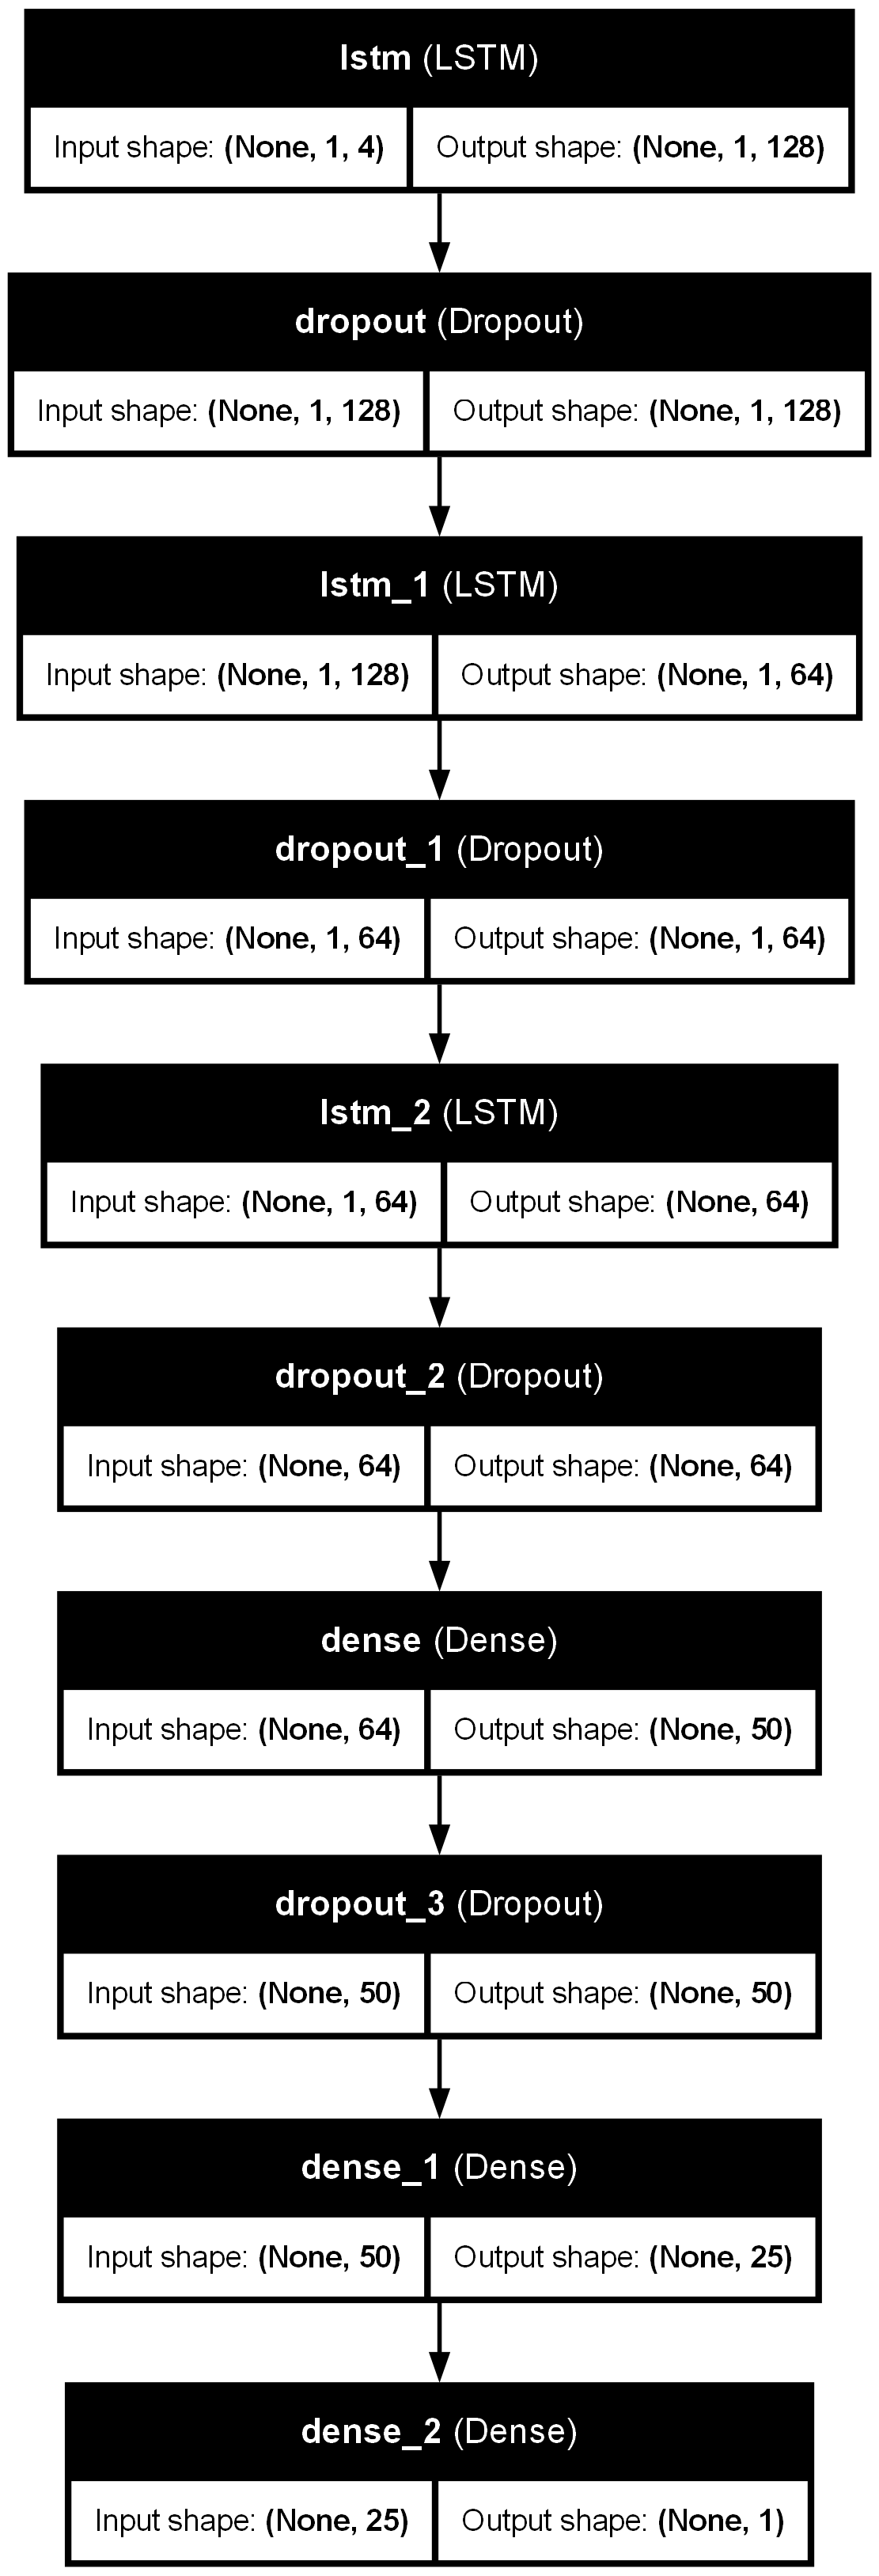 lstm (LSTM)
Input shape: (None, 1, 4) Output shape: (None, 1, 128)
dropout (Dropout)
Input shape: (None, 1, 128) Output shape: (None, 1, 128)
lstm_1 (LSTM)
Input shape: (None, 1, 128) Output shape: (None, 1, 64)
dropout_1 (Dropout)
Input shape: (None, 1, 64) Output shape: (None, 1, 64)
lstm_2 (LSTM)
Input shape: (None, 1, 64) Output shape: (None, 64)
dropout_2 (Dropout)
Input shape: (None, 64) Output shape: (None, 64)
dense (Dense)
Input shape: (None, 64) Output shape: (None, 50)
dropout_3 (Dropout)
Input shape: (None, 50) Output shape: (None, 50)
dense_1 (Dense)
Input shape: (None, 50) Output shape: (None, 25)
dense_2 (Dense)
Input shape: (None, 25) Output shape: (None, 1)